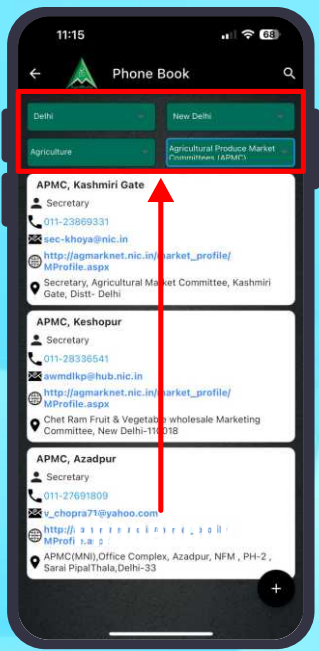 11:15
68
Phone Book
Delhi
New Delhi
Agriculture
Agricultural Produce Market
Committees (APMC)
APMC, Kashmiri Gate
Secretary
011-23869331
sec-khoya@nic.in
http://agmarknet.nic.in/market_profile/
MProfile.aspx
Secretary, Agricultural Market Committee, Kashmiri
Gate, Distt- Delhi
APMC, Keshopur
Secretary
011-28336541
awmdlkp@hub.nic.in
http://agmarknet.nic.in/market_profile/
MProfile.aspx
Chet Ram Fruit & Vegetable wholesale Marketing
Committee, New Delhi-110018
APMC, Azadpur
Secretary
011-27691809
v_chopra71@yahoo.com
APMC(MNI),Office Complex, Azadpur, NFM , PH-2 ,
Sarai PipalThala,Delhi-33